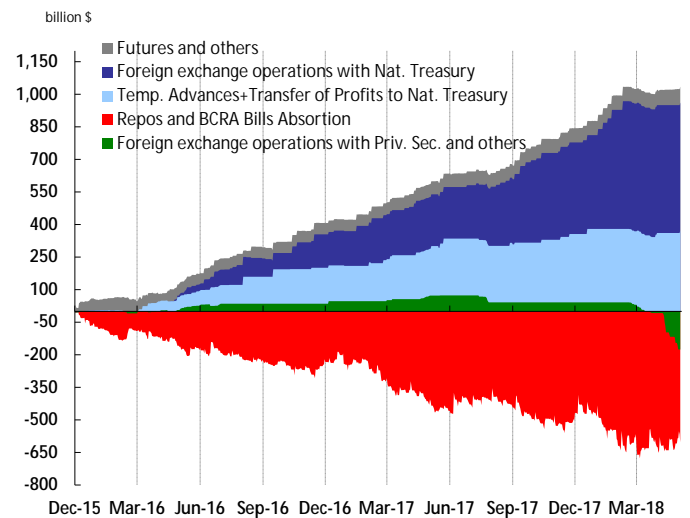 billion $
Futures and others
Foreign exchange operations with Nat. Treasury
Temp. Advances+Transfer of Profits to Nat. Treasury
Repos and BCRA Bills Absortion
Foreign exchange operations with Priv. Sec. and others
1,150
1,000
850
700
550
400
250
100
-50
-200
-350
-500
-650
-800
Dec-15 Mar-16 Jun-16 Sep-16 Dec-16 Mar-17 Jun-17 Sep-17 Dec-17 Mar-18